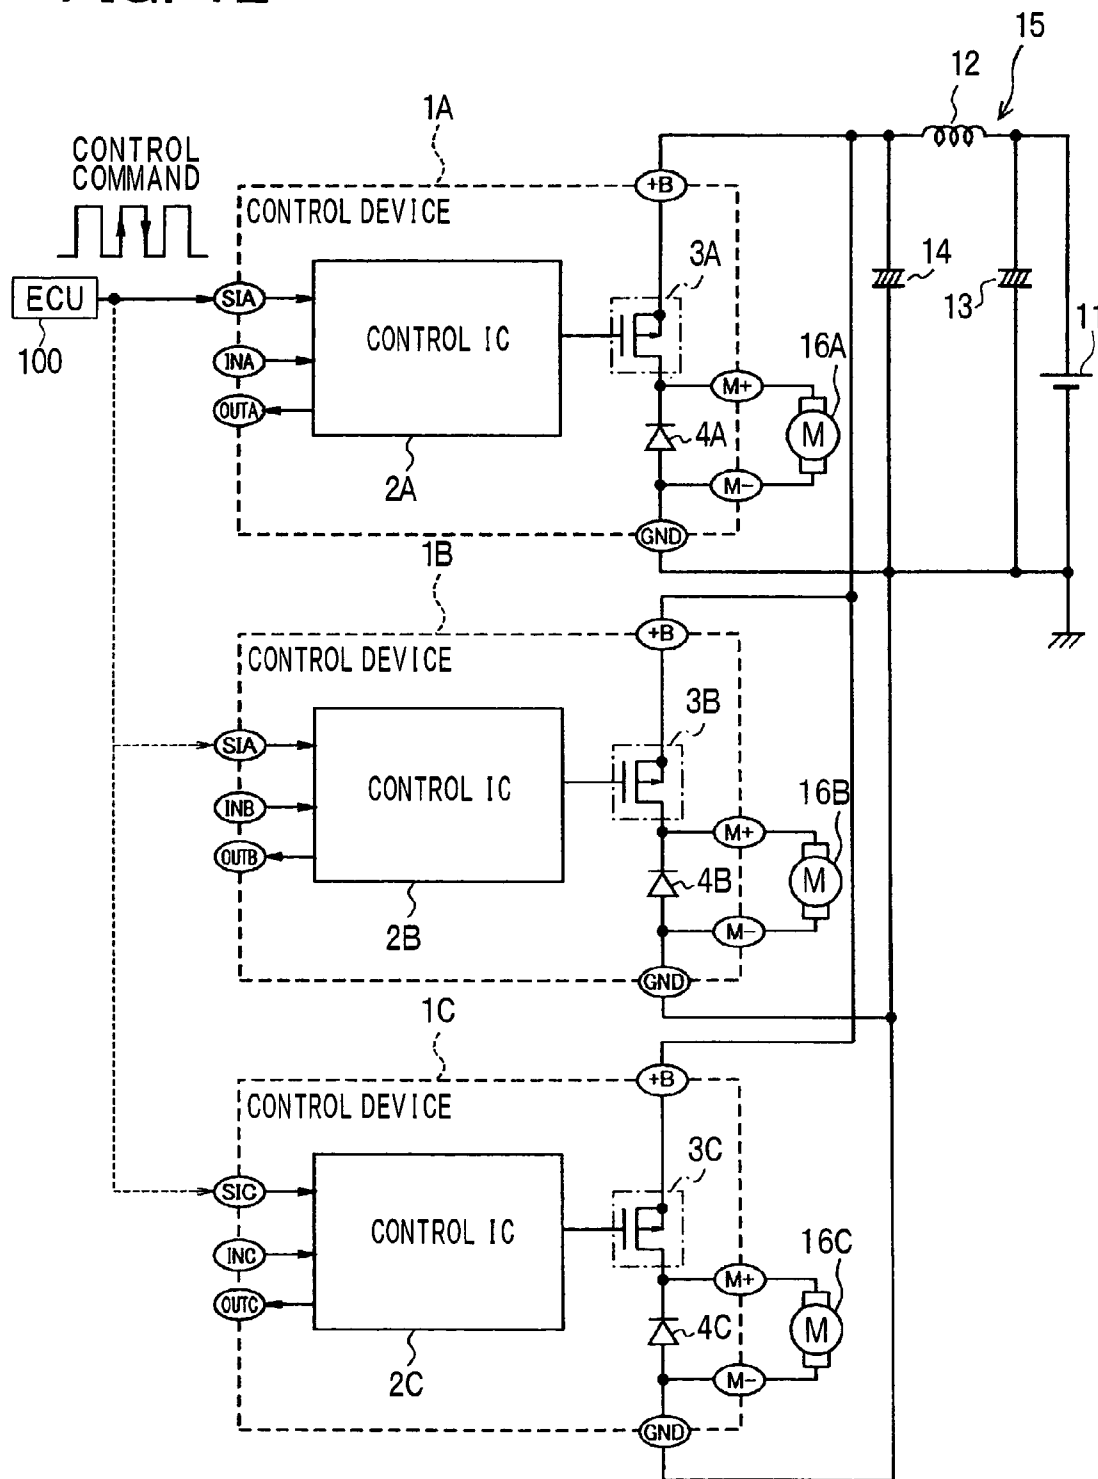 15
12
1A
CONTROL
COMMAND
+B
CONTROL DEVICE
3A
14
13
11
ECU
SIA
CONTROL IC
100
INA
16A
M+
OUTA
M
4A
2A
M-
GND
1B
+B
CONTROL DEVICE
3B
SIA
CONTROL IC
16B
INB
M+
OUTB
4B
M
2B
M-
GND
1C
+B
CONTROL DEVICE
3C
SIC
CONTROL IC
16C
INC
M+
OUTC
4C
M
2C
M-
GND